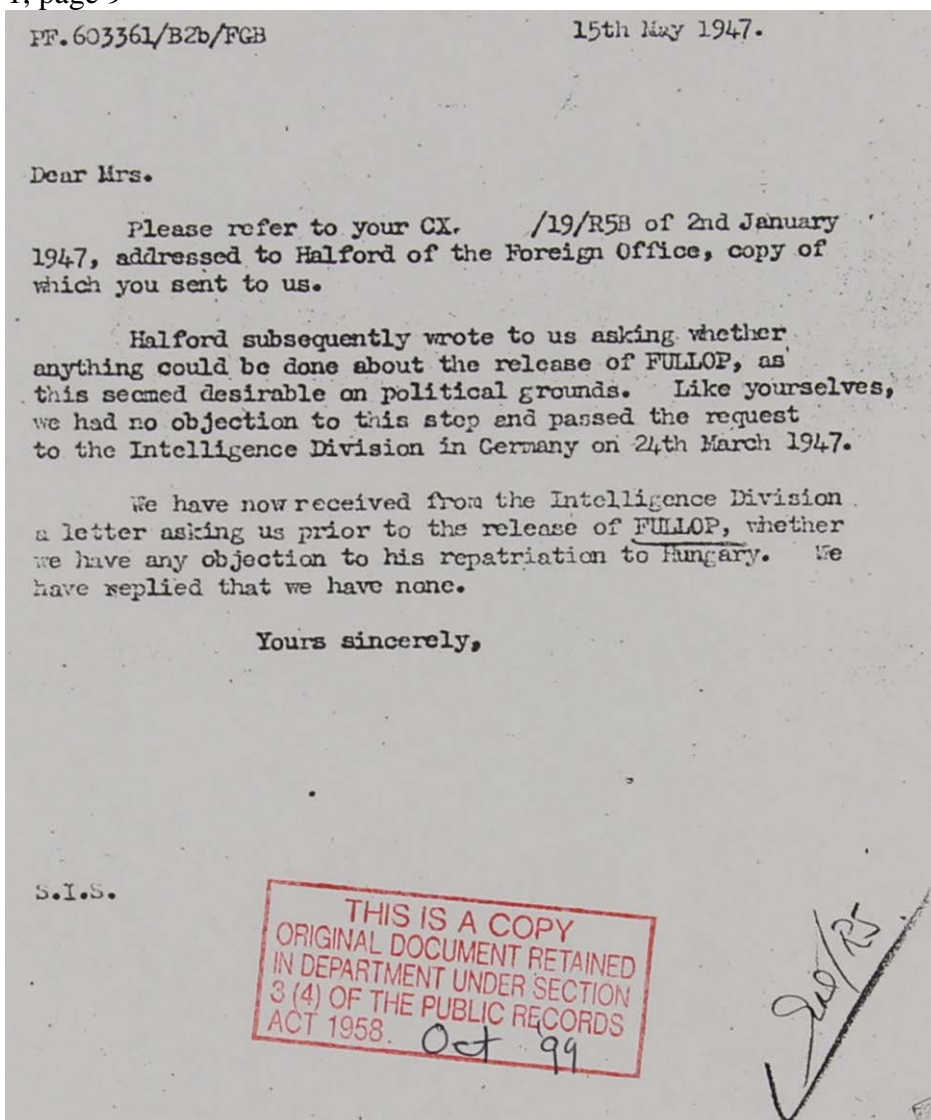 1, page 9
PF.603361/B2b/FGB 15th May 1947.
Dear Mrs.
Please refer to your CX. /19/R5B of 2nd January
1947, addressed to Halford of the Foreign Office, copy of
which you sent to us.
Halford subsequently wrote to us asking whether
anything could be done about the release of FULLOP, as
this seemed desirable on political grounds. Like yourselves,
we had no objection to this step and passed the request
to the Intelligence Division in Germany on 24th March 1947.
We have now received from the Intelligence Division
a letter asking us prior to the release of FULLOP, whether
we have any objection to his repatriation to Hungary. We
have replied that we have none.
Yours sincerely,
S.I.S.
THIS IS A COPY
ORIGINAL DOCUMENT RETAINED
IN DEPARTMENT UNDER SECTION
3 (4) OF THE PUBLIC RECORDS
ACT 1958. Oct 99